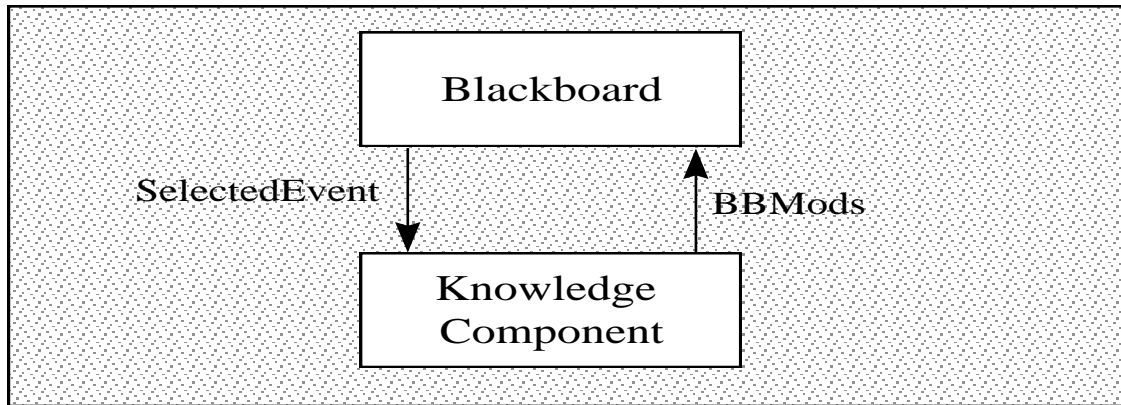 Blackboard
SelectedEvent
BBMods
Knowledge
Component